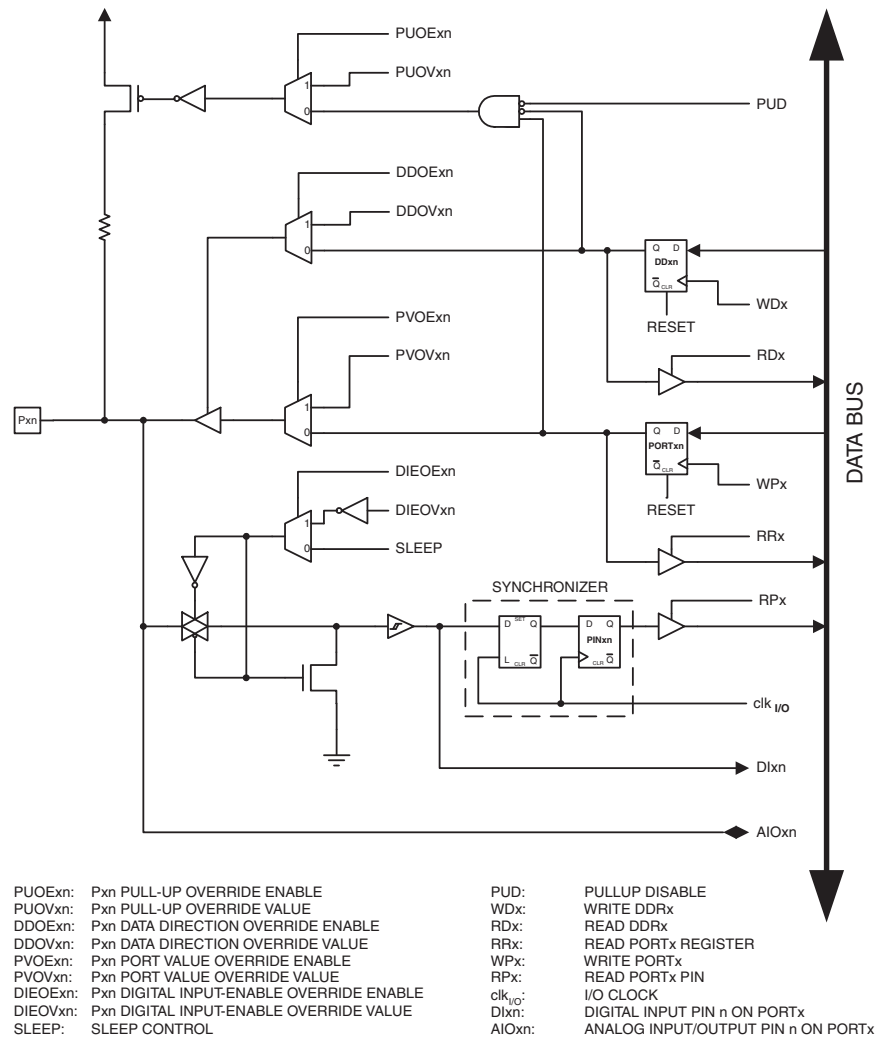 PUOExn
PUOVxn
1
0
PUD
DDOExn
DDOVxn
1
0
Q D
DDxn
Q CLR
WDx
RESET
RDx
PVOExn
PVOVxn
1
0
Pxn
Q D
PORTxn
Q CLR
WPx
RESET
RRx
DATA BUS
DIEOExn
DIEOVxn
1
0
SLEEP
SYNCHRONIZER
RPx
D SET Q
L CLR Q
D Q
PINxn
CLR Q
clk I/O
DIxn
AIOxn
PUOExn: Pxn PULL-UP OVERRIDE ENABLE
PUOVxn: Pxn PULL-UP OVERRIDE VALUE
DDOExn: Pxn DATA DIRECTION OVERRIDE ENABLE
DDOVxn: Pxn DATA DIRECTION OVERRIDE VALUE
PVOExn: Pxn PORT VALUE OVERRIDE ENABLE
PVOVxn: Pxn PORT VALUE OVERRIDE VALUE
DIEOExn: Pxn DIGITAL INPUT-ENABLE OVERRIDE ENABLE
DIEOVxn: Pxn DIGITAL INPUT-ENABLE OVERRIDE VALUE
SLEEP: SLEEP CONTROL
PUD: PULLUP DISABLE
WDx: WRITE DDRx
RDx: READ DDRx
RRx: READ PORTx REGISTER
WPx: WRITE PORTx
RPx: READ PORTx PIN
clkI/O: I/O CLOCK
DIxn: DIGITAL INPUT PIN n ON PORTx
AIOxn: ANALOG INPUT/OUTPUT PIN n ON PORTx